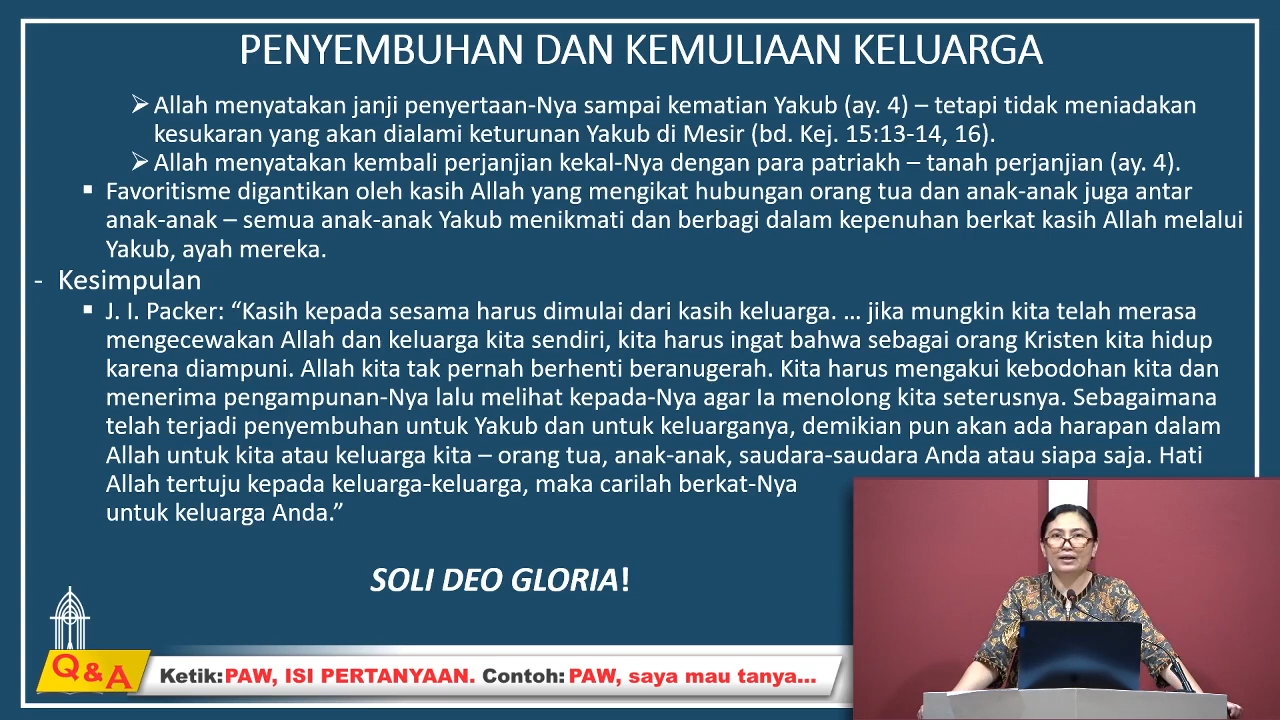 PENYEMBUHAN DAN KEMULIAAN KELUARGA
➢ Allah menyatakan janji penyertaan-Nya sampai kematian Yakub (ay. 4) – tetapi tidak meniadakan
kesukaran yang akan dialami keturunan Yakub di Mesir (bd. Kej. 15:13-14, 16).
➢ Allah menyatakan kembali perjanjian kekal-Nya dengan para patriakh – tanah perjanjian (ay. 4).
▪ Favoritisme digantikan oleh kasih Allah yang mengikat hubungan orang tua dan anak-anak juga antar
anak-anak – semua anak-anak Yakub menikmati dan berbagi dalam kepenuhan berkat kasih Allah melalui
Yakub, ayah mereka.
- Kesimpulan
▪ J. I. Packer: “Kasih kepada sesama harus dimulai dari kasih keluarga. … jika mungkin kita telah merasa
mengecewakan Allah dan keluarga kita sendiri, kita harus ingat bahwa sebagai orang Kristen kita hidup
karena diampuni. Allah kita tak pernah berhenti beranugerah. Kita harus mengakui kebodohan kita dan
menerima pengampunan-Nya lalu melihat kepada-Nya agar Ia menolong kita seterusnya. Sebagaimana
telah terjadi penyembuhan untuk Yakub dan untuk keluarganya, demikian pun akan ada harapan dalam
Allah untuk kita atau keluarga kita – orang tua, anak-anak, saudara-saudara Anda atau siapa saja. Hati
Allah tertuju kepada keluarga-keluarga, maka carilah berkat-Nya
untuk keluarga Anda.”
SOLI DEO GLORIA!
Q&A
Ketik: PAW, ISI PERTANYAAN. Contoh: PAW, saya mau tanya...